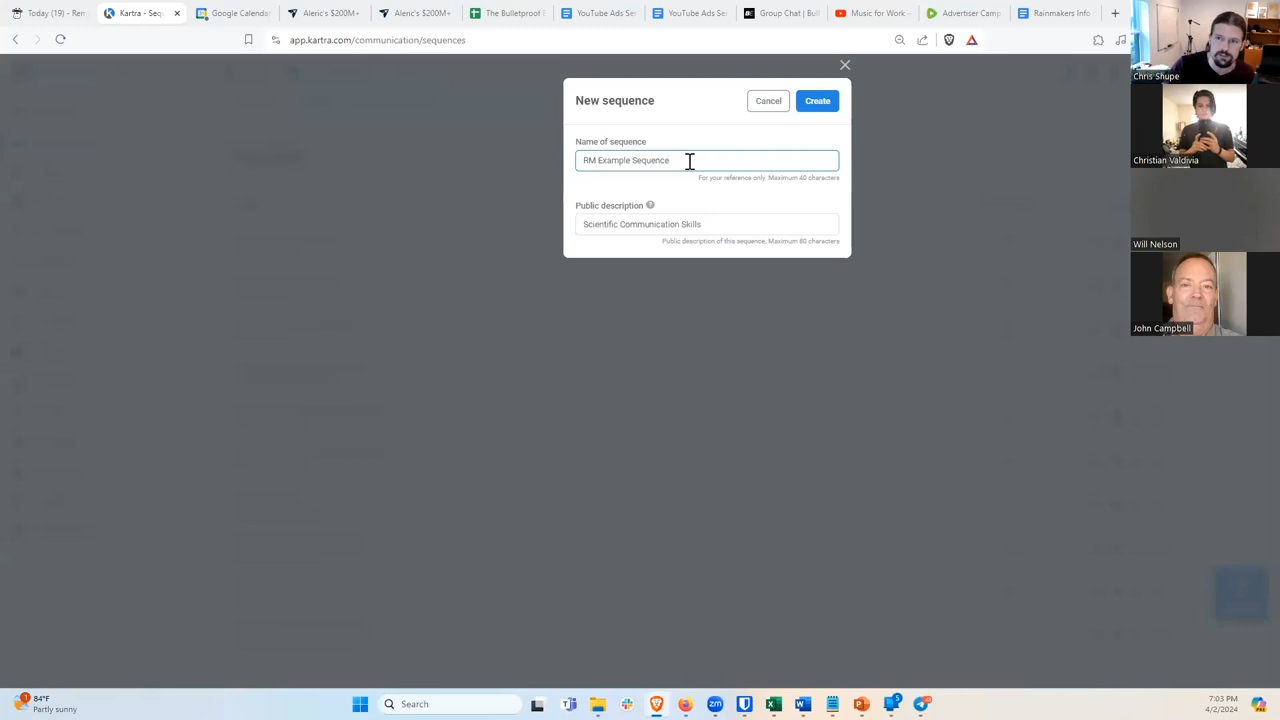 Todoist (19) - Rem
Kartra - Seq
Google Calenda
Aleric's $200M+
Aleric's $200M+
The Bulletproof
YouTube Ads Ser
YouTube Ads Ser
Group Chat | Bull
Music for Work
Advertiser Camp
Rainmakers Info
app.kartra.com/communication/sequences
New sequence
Cancel
Create
Name of sequence
RM Example Sequence
For your reference only. Maximum 40 characters
Public description
Scientific Communication Skills
Public description of this sequence. Maximum 80 characters
Chris Shupe
Christian Valdivia
Will Nelson
John Campbell
84°F
Partly sunny
Search
7:03 PM
4/2/2024